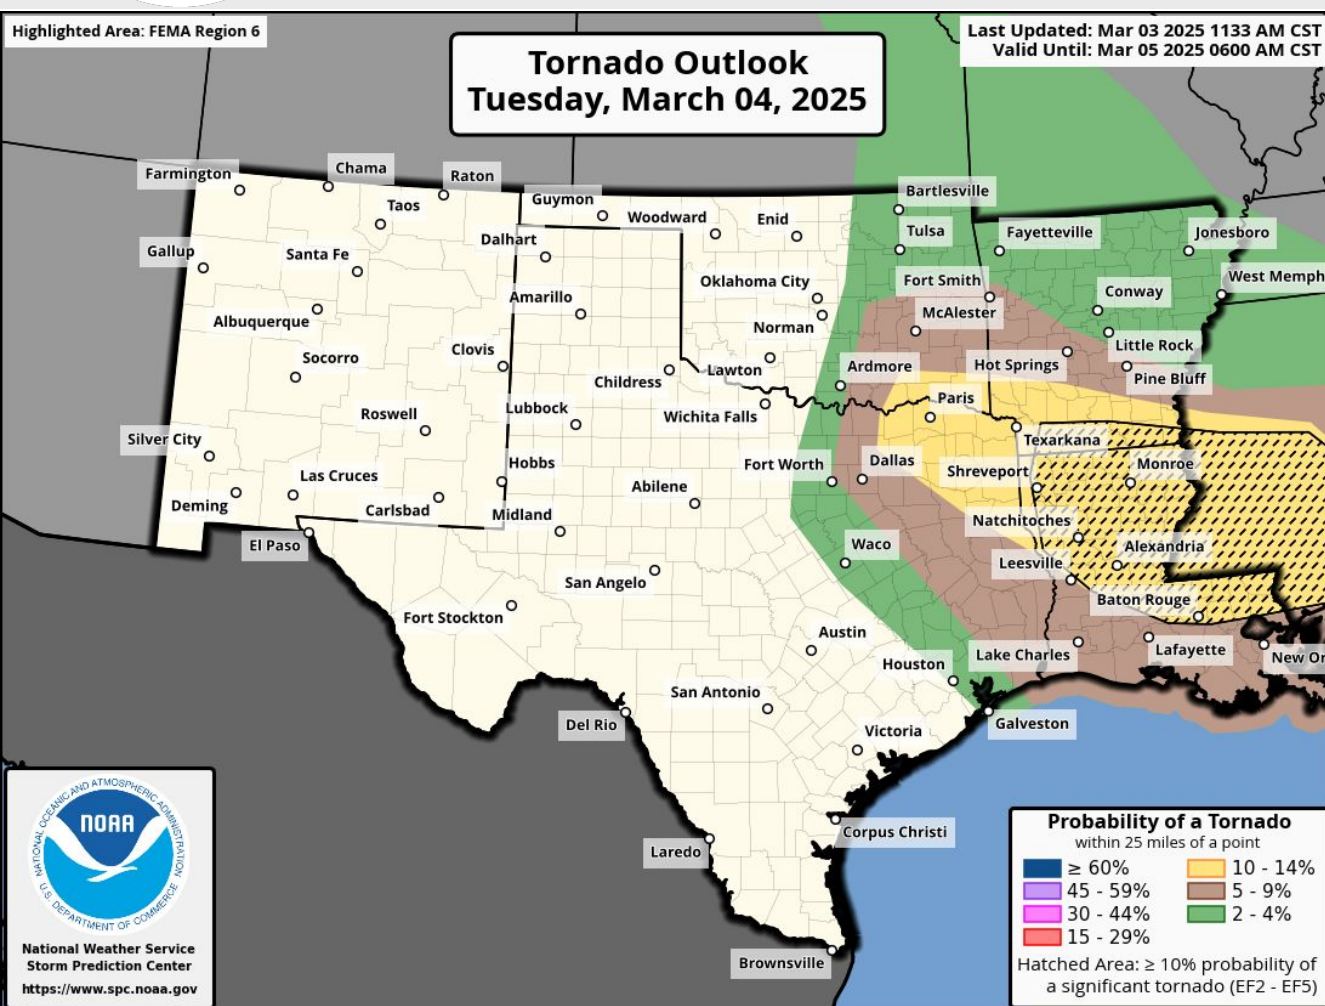 Highlighted Area: FEMA Region 6
Last Updated: Mar 03 2025 1133 AM CST
Valid Until: Mar 05 2025 0600 AM CST
Tornado Outlook
Tuesday, March 04, 2025
Farmington
Chama
Raton
Taos
Guymon
Woodward
Enid
Bartlesville
Tulsa
Fayetteville
Jonesboro
Gallup
Santa Fe
Dalhart
Oklahoma City
Fort Smith
Conway
West Memph
Albuquerque
Amarillo
Norman
McAlester
Little Rock
Socorro
Clovis
Childress
Lawton
Ardmore
Hot Springs
Pine Bluff
Roswell
Lubbock
Wichita Falls
Paris
Silver City
Texarkana
Las Cruces
Hobbs
Abilene
Fort Worth
Dallas
Shreveport
Monroe
Deming
Carlsbad
Midland
Natchitoches
El Paso
San Angelo
Waco
Leesville
Alexandria
Fort Stockton
Baton Rouge
Austin
Houston
Lake Charles
Lafayette
New Or
San Antonio
Del Rio
Victoria
Galveston
Laredo
Corpus Christi
Brownsville
NATIONAL OCEANIC AND ATMOSPHERIC ADMINISTRATION
NOAA
U.S. DEPARTMENT OF COMMERCE
National Weather Service
Storm Prediction Center
https://www.spc.noaa.gov
Probability of a Tornado
within 25 miles of a point
≥ 60% 10 - 14%
45 - 59% 5 - 9%
30 - 44% 2 - 4%
15 - 29%
Hatched Area: ≥ 10% probability of
a significant tornado (EF2 - EF5)